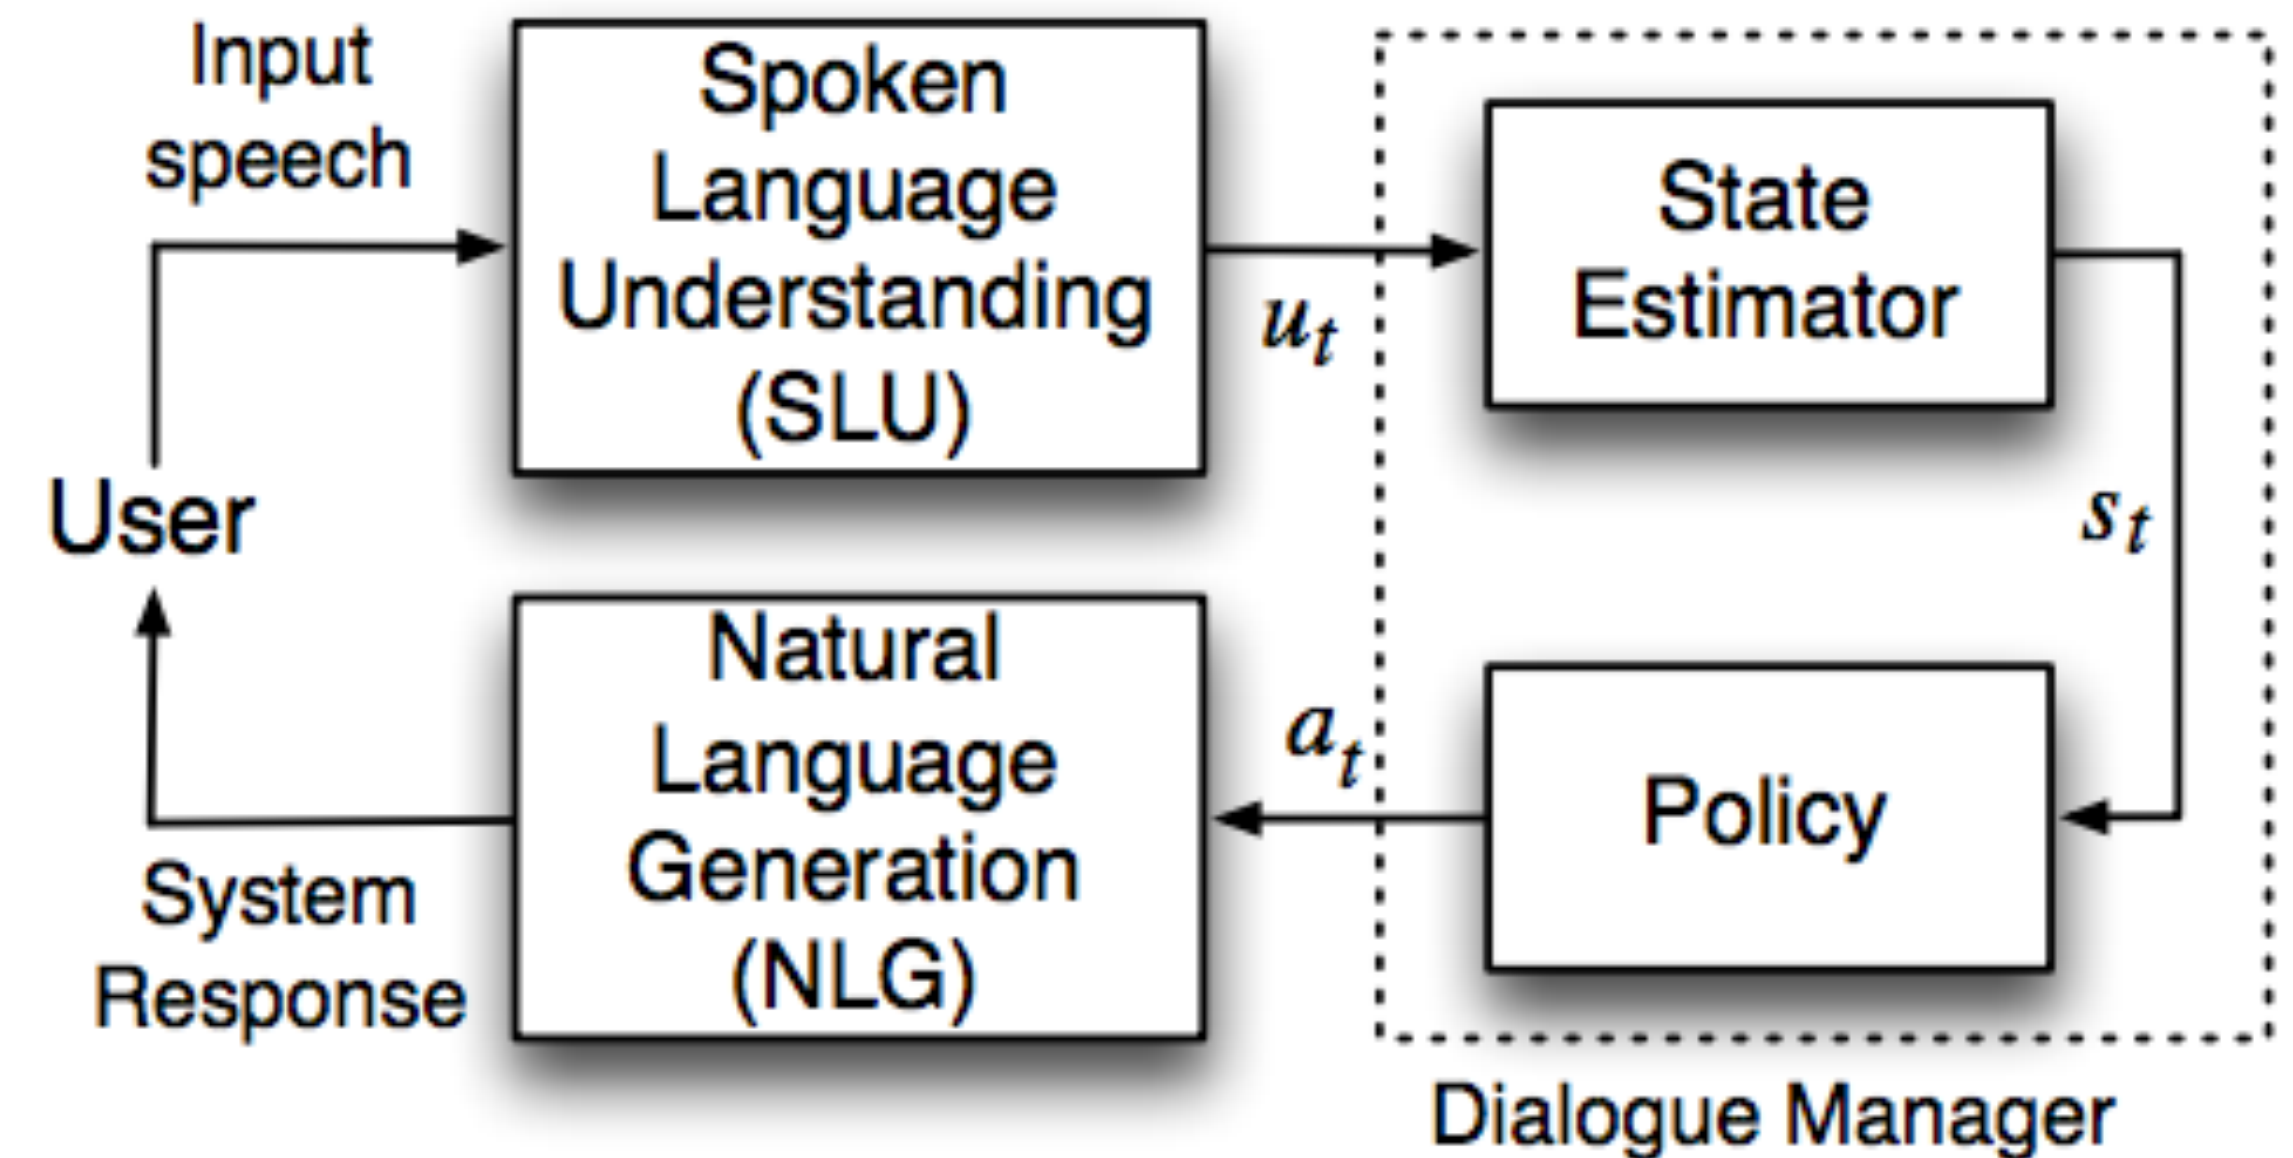 Input
speech
Spoken
Language
Understanding
(SLU)
u_t
State
Estimator
s_t
User
Natural
Language
Generation
(NLG)
a_t
Policy
System
Response
Dialogue Manager